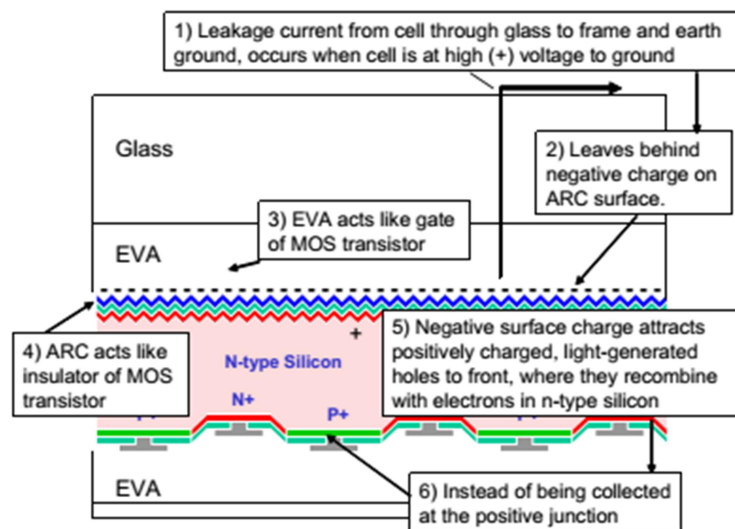 1) Leakage current from cell through glass to frame and earth
ground, occurs when cell is at high (+) voltage to ground
Glass
2) Leaves behind
negative charge on
ARC surface.
3) EVA acts like gate
of MOS transistor
EVA
4) ARC acts like
insulator of MOS
transistor
+
N-type Silicon
N+
P+
5) Negative surface charge attracts
positively charged, light-generated
holes to front, where they recombine
with electrons in n-type silicon
EVA
6) Instead of being collected
at the positive junction